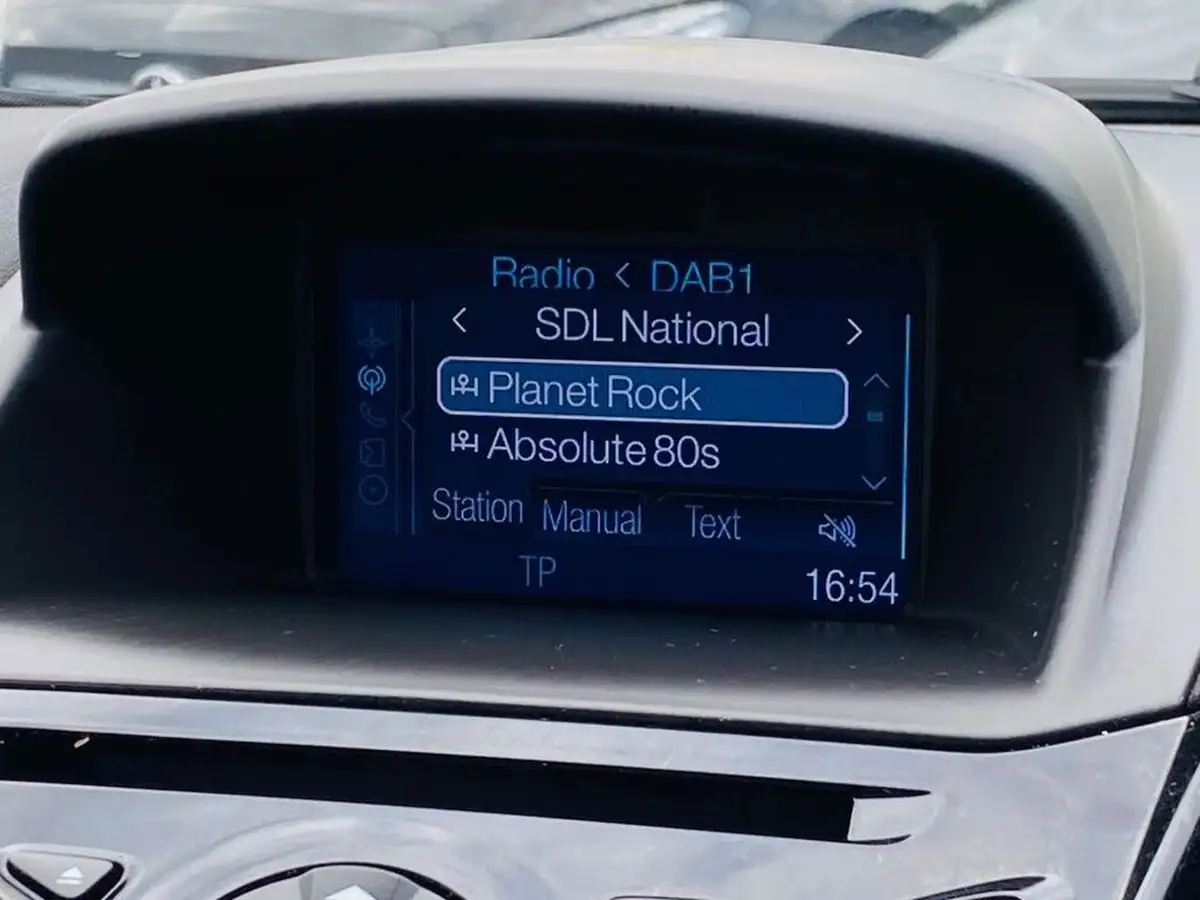 Radio < DAB1
< SDL National >
Planet Rock
Absolute 80s
Station Manual Text
TP
16:54